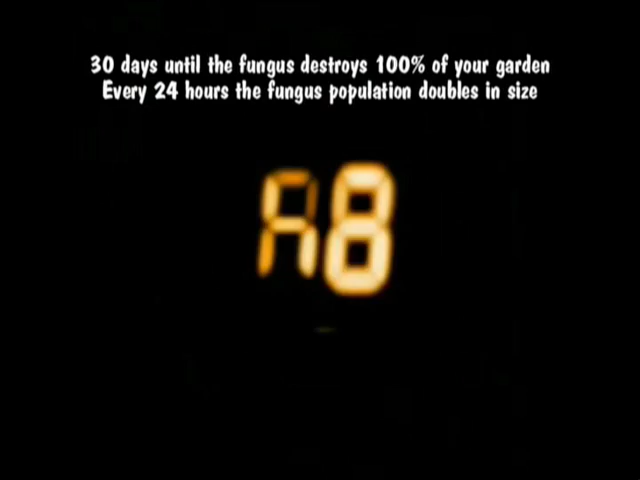 30 days until the fungus destroys 100% of your garden
Every 24 hours the fungus population doubles in size